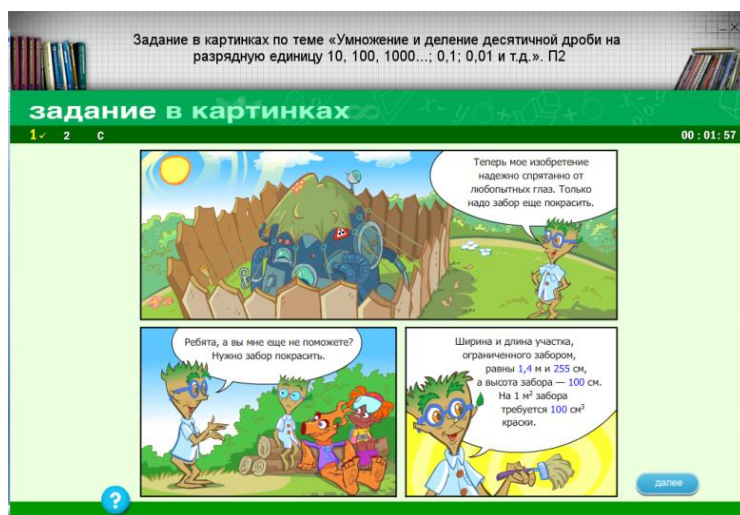 Задание в картинках по теме «Умножение и деление десятичной дроби на
разрядную единицу 10, 100, 1000...; 0,1; 0,01 и т.д.». П2
задание в картинках
1 2 С
00 : 01 : 57
Теперь мое изобретение
надежно спрятанно от
любопытных глаз. Только
надо забор еще покрасить.
Ребята, а вы мне еще не поможете?
Нужно забор покрасить.
Ширина и длина участка,
ограниченного забором,
равны 1,4 м и 255 см,
а высота забора — 100 см.
На 1 м² забора
требуется 100 см³
краски.
далее
?